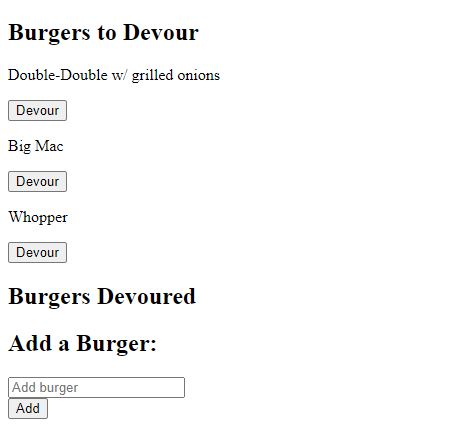 Burgers to Devour
Double-Double w/ grilled onions
Devour
Big Mac
Devour
Whopper
Devour
Burgers Devoured
Add a Burger:
Add burger
Add